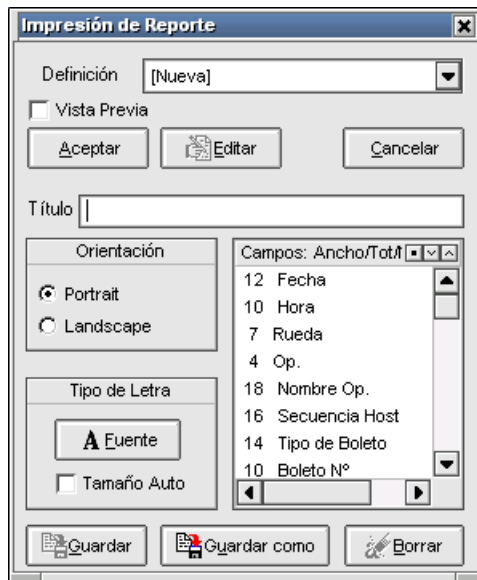 Impresión de Reporte
Definición [Nueva]
Vista Previa
Aceptar Editar Cancelar
Título
Orientación
Portrait
Landscape
Tipo de Letra
A Fuente
Tamaño Auto
Campos: Ancho/Tot/
12 Fecha
10 Hora
7 Rueda
4 Op.
18 Nombre Op.
16 Secuencia Host
14 Tipo de Boleto
10 Boleto Nº
Guardar Guardar como Borrar